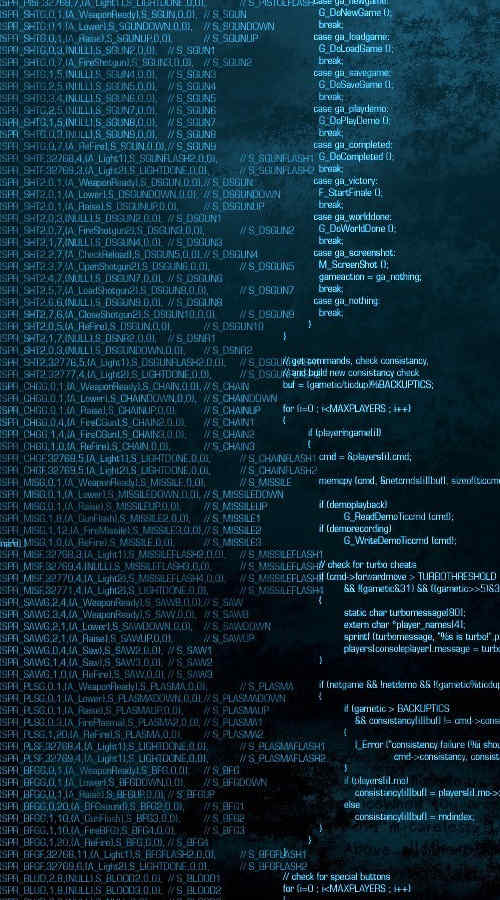 SPR_SHTG,0,1,{A_WeaponReady},S_SGUN,0,0}, // S_SGUN
SPR_SHTG,0,1,{A_Lower},S_SGUNDOWN,0,0}, // S_SGUNDOWN
SPR_SHTG,0,1,{A_Raise},S_SGUNUP,0,0}, // S_SGUNUP
SPR_SHTG,0,3,{NULL},S_SGUN2,0,0}, // S_SGUN1
SPR_SHTG,0,7,{A_FireShotgun},S_SGUN3,0,0}, // S_SGUN2
SPR_SHTG,1,5,{NULL},S_SGUN4,0,0}, // S_SGUN3
SPR_SHTG,2,5,{NULL},S_SGUN5,0,0}, // S_SGUN4
SPR_SHTG,3,4,{NULL},S_SGUN6,0,0}, // S_SGUN5
SPR_SHTG,2,5,{NULL},S_SGUN7,0,0}, // S_SGUN6
SPR_SHTG,1,5,{NULL},S_SGUN8,0,0}, // S_SGUN7
SPR_SHTG,0,3,{NULL},S_SGUN9,0,0}, // S_SGUN8
SPR_SHTG,0,7,{A_ReFire},S_SGUN,0,0}, // S_SGUN9
SPR_SHTF,32768,4,{A_Light1},S_SGUNFLASH2,0,0}, // S_SGUNFLASH1
SPR_SHTF,32769,3,{A_Light2},S_LIGHTDONE,0,0}, // S_SGUNFLASH2
SPR_SHT2,0,1,{A_WeaponReady},S_DSGUN,0,0}, // S_DSGUN
SPR_SHT2,0,1,{A_Lower},S_DSGUNDOWN,0,0}, // S_DSGUNDOWN
SPR_SHT2,0,1,{A_Raise},S_DSGUNUP,0,0}, // S_DSGUNUP
SPR_SHT2,0,3,{NULL},S_DSGUN2,0,0}, // S_DSGUN1
SPR_SHT2,0,7,{A_FireShotgun2},S_DSGUN3,0,0}, // S_DSGUN2
SPR_SHT2,1,7,{NULL},S_DSGUN4,0,0}, // S_DSGUN3
SPR_SHT2,2,7,{A_CheckReload},S_DSGUN5,0,0}, // S_DSGUN4
SPR_SHT2,3,7,{A_OpenShotgun2},S_DSGUN6,0,0}, // S_DSGUN5
SPR_SHT2,4,7,{NULL},S_DSGUN7,0,0}, // S_DSGUN6
SPR_SHT2,5,7,{A_LoadShotgun2},S_DSGUN8,0,0}, // S_DSGUN7
SPR_SHT2,6,6,{NULL},S_DSGUN9,0,0}, // S_DSGUN8
SPR_SHT2,7,6,{A_CloseShotgun2},S_DSGUN10,0,0}, // S_DSGUN9
SPR_SHT2,0,5,{A_ReFire},S_DSGUN,0,0}, // S_DSGUN10
SPR_SHT2,1,7,{NULL},S_DSNR2,0,0}, // S_DSNR1
SPR_SHT2,0,3,{NULL},S_DSGUNDOWN,0,0}, // S_DSNR2
SPR_SHT2,32776,5,{A_Light1},S_DSGUNFLASH2,0,0},
SPR_SHT2,32777,4,{A_Light2},S_LIGHTDONE,0,0},
SPR_CHGG,0,1,{A_WeaponReady},S_CHAIN,0,0}, // S_CHAIN
SPR_CHGG,0,1,{A_Lower},S_CHAINDOWN,0,0}, // S_CHAINDOWN
SPR_CHGG,0,1,{A_Raise},S_CHAINUP,0,0}, // S_CHAINUP
SPR_CHGG,0,4,{A_FireCGun},S_CHAIN2,0,0}, // S_CHAIN1
SPR_CHGG,1,4,{A_FireCGun},S_CHAIN3,0,0}, // S_CHAIN2
SPR_CHGG,1,0,{A_ReFire},S_CHAIN,0,0}, // S_CHAIN3
SPR_CHGF,32768,5,{A_Light1},S_LIGHTDONE,0,0}, // S_CHAINFLASH1
SPR_CHGF,32769,5,{A_Light2},S_LIGHTDONE,0,0}, // S_CHAINFLASH2
SPR_MISG,0,1,{A_WeaponReady},S_MISSILE,0,0}, // S_MISSILE
SPR_MISG,0,1,{A_Lower},S_MISSILEDOWN,0,0}, // S_MISSILEDOWN
SPR_MISG,0,1,{A_Raise},S_MISSILEUP,0,0}, // S_MISSILEUP
SPR_MISG,1,8,{A_GunFlash},S_MISSILE2,0,0}, // S_MISSILE1
SPR_MISG,1,12,{A_FireMissile},S_MISSILE3,0,0}, // S_MISSILE2
SPR_MISG,1,0,{A_ReFire},S_MISSILE,0,0}, // S_MISSILE3
SPR_MISF,32768,3,{A_Light1},S_MISSILEFLASH2,0,0}, // S_MISSILEFLASH1
SPR_MISF,32769,4,{NULL},S_MISSILEFLASH3,0,0}, // S_MISSILEFLASH2
SPR_MISF,32770,4,{A_Light2},S_MISSILEFLASH4,0,0}, // S_MISSILEFLASH3
SPR_MISF,32771,4,{A_Light2},S_LIGHTDONE,0,0}, // S_MISSILEFLASH4
SPR_SAWG,2,4,{A_WeaponReady},S_SAWB,0,0}, // S_SAW
SPR_SAWG,2,1,{A_Lower},S_SAWDOWN,0,0}, // S_SAWDOWN
SPR_SAWG,2,1,{A_Raise},S_SAWUP,0,0}, // S_SAWUP
SPR_SAWG,0,4,{A_Saw},S_SAW2,0,0}, // S_SAW1
SPR_SAWG,1,4,{A_Saw},S_SAW3,0,0}, // S_SAW2
SPR_SAWG,1,0,{A_ReFire},S_SAW,0,0}, // S_SAW3
SPR_PLSG,0,1,{A_WeaponReady},S_PLASMA,0,0}, // S_PLASMA
SPR_PLSG,0,1,{A_Lower},S_PLASMADOWN,0,0}, // S_PLASMADOWN
SPR_PLSG,0,1,{A_Raise},S_PLASMAUP,0,0}, // S_PLASMAUP
SPR_PLSG,0,3,{A_FirePlasma},S_PLASMA2,0,0}, // S_PLASMA1
SPR_PLSG,1,20,{A_ReFire},S_PLASMA,0,0}, // S_PLASMA2
SPR_PLSF,32768,4,{A_Light1},S_LIGHTDONE,0,0}, // S_PLASMAFLASH1
SPR_PLSF,32769,4,{A_Light1},S_LIGHTDONE,0,0}, // S_PLASMAFLASH2
SPR_BFGG,0,1,{A_WeaponReady},S_BFG,0,0}, // S_BFG
SPR_BFGG,0,1,{A_Lower},S_BFGDOWN,0,0}, // S_BFGDOWN
SPR_BFGG,0,1,{A_Raise},S_BFGUP,0,0}, // S_BFGUP
SPR_BFGG,0,20,{A_BFGsound},S_BFG2,0,0}, // S_BFG1
SPR_BFGG,1,10,{A_GunFlash},S_BFG3,0,0}, // S_BFG2
SPR_BFGG,1,10,{A_FireBFG},S_BFG4,0,0}, // S_BFG3
SPR_BFGG,1,20,{A_ReFire},S_BFG,0,0}, // S_BFG4
SPR_BFGF,32768,11,{A_Light1},S_BFGFLASH2,0,0}, // S_BFGFLASH1
SPR_BFGF,32769,6,{A_Light2},S_LIGHTDONE,0,0}, // S_BFGFLASH2
SPR_BLUD,2,8,{NULL},S_BLOOD2,0,0}, // S_BLOOD1
SPR_BLUD,1,8,{NULL},S_BLOOD3,0,0}, // S_BLOOD2
case ga_newgame:
G_DoNewGame ();
break;
case ga_loadgame:
G_DoLoadGame ();
break;
case ga_savegame:
G_DoSaveGame ();
break;
case ga_playdemo:
G_DoPlayDemo ();
break;
case ga_completed:
G_DoCompleted ();
break;
case ga_victory:
F_StartFinale ();
break;
case ga_worlddone:
G_DoWorldDone ();
break;
case ga_screenshot:
M_ScreenShot ();
gameaction = ga_nothing;
break;
case ga_nothing:
break;
}
}
// get commands, check consistancy,
// and build new consistancy check
buf = (gametic/ticdup)%BACKUPTICS;
for (i=0 ; i<MAXPLAYERS ; i++)
{
if (playeringame[i])
{
cmd = &players[i].cmd;
memcpy (cmd, &netcmds[i][buf], sizeof(ticcmd
if (demoplayback)
G_ReadDemoTiccmd (cmd);
if (demorecording)
G_WriteDemoTiccmd (cmd);
// check for turbo cheats
if (cmd->forwardmove > TURBOTHRESHOLD
&& !(gametic&31) && ((gametic>>5)&3
{
static char turbomessage[80];
extern char *player_names[4];
sprintf (turbomessage, "%s is turbo!",p
players[consoleplayer].message = turbo
}
if (netgame && !netdemo && !(gametic%ticdup
{
if (gametic > BACKUPTICS
&& consistancy[i][buf] != cmd->cons
{
I_Error ("consistency failure (%i shou
cmd->consistancy, consist
}
if (players[i].mo)
consistancy[i][buf] = players[i].mo->
else
consistancy[i][buf] = rndindex;
}
}
}
// check for special buttons
for (i=0 ; i<MAXPLAYERS ; i++)